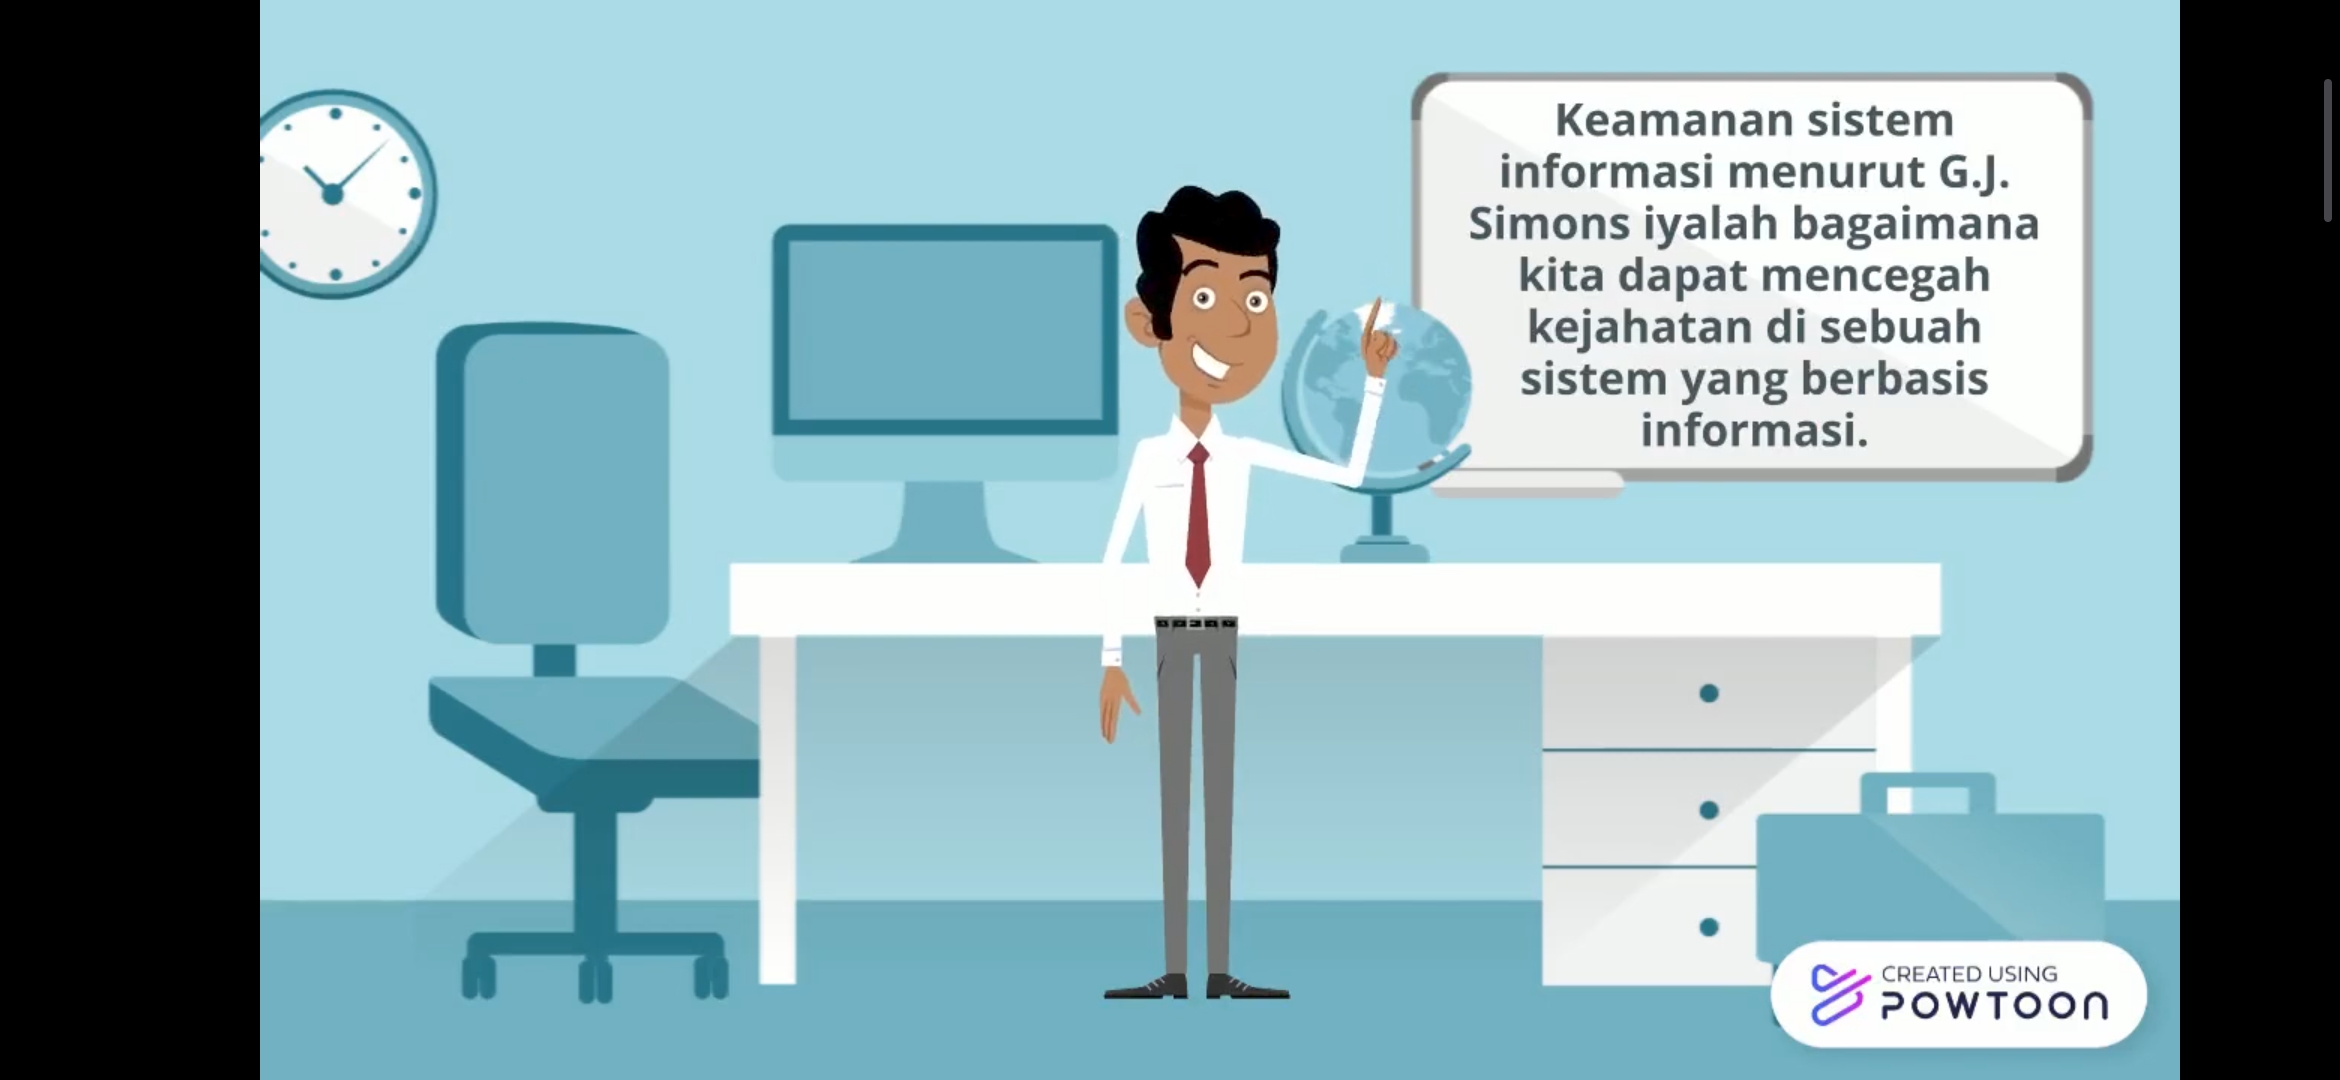 Keamanan sistem
informasi menurut G.J.
Simons iyalah bagaimana
kita dapat mencegah
kejahatan di sebuah
sistem yang berbasis
informasi.
CREATED USING
POWTOON